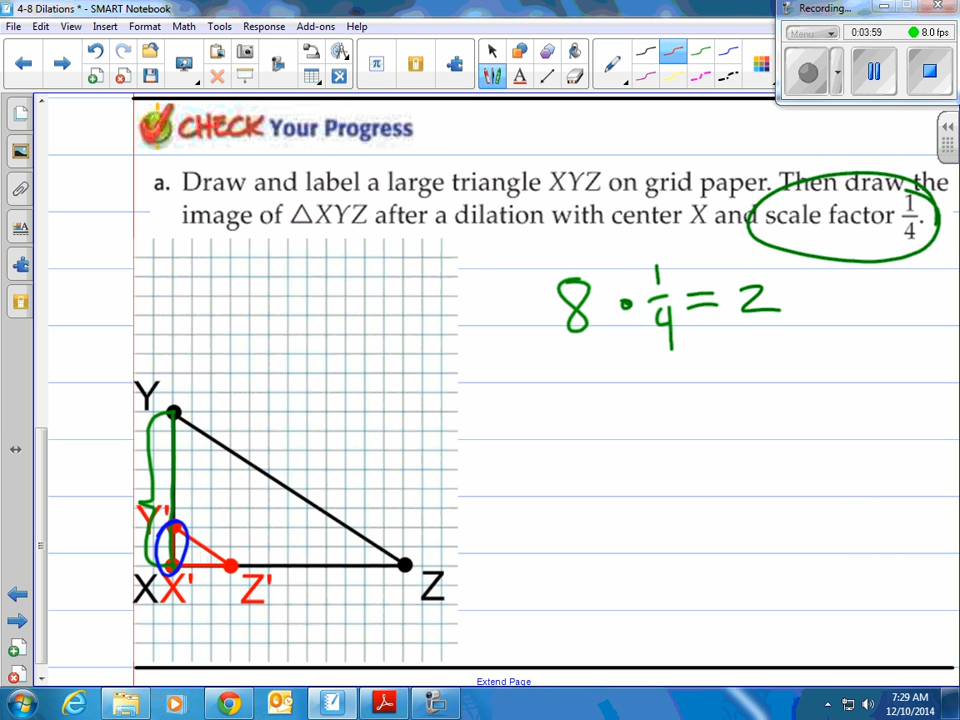 4-8 Dilations * - SMART Notebook
Recording...
File Edit View Insert Format Math Tools Response Add-ons Help
Menu
0:03:59
8.0 fps
π
A
CHECK Your Progress
a. Draw and label a large triangle XYZ on grid paper. Then draw the
image of △XYZ after a dilation with center X and scale factor 1/4.
8 · 1/4 = 2
Y
Y'
X X' Z' Z
Extend Page
7:29 AM
12/10/2014